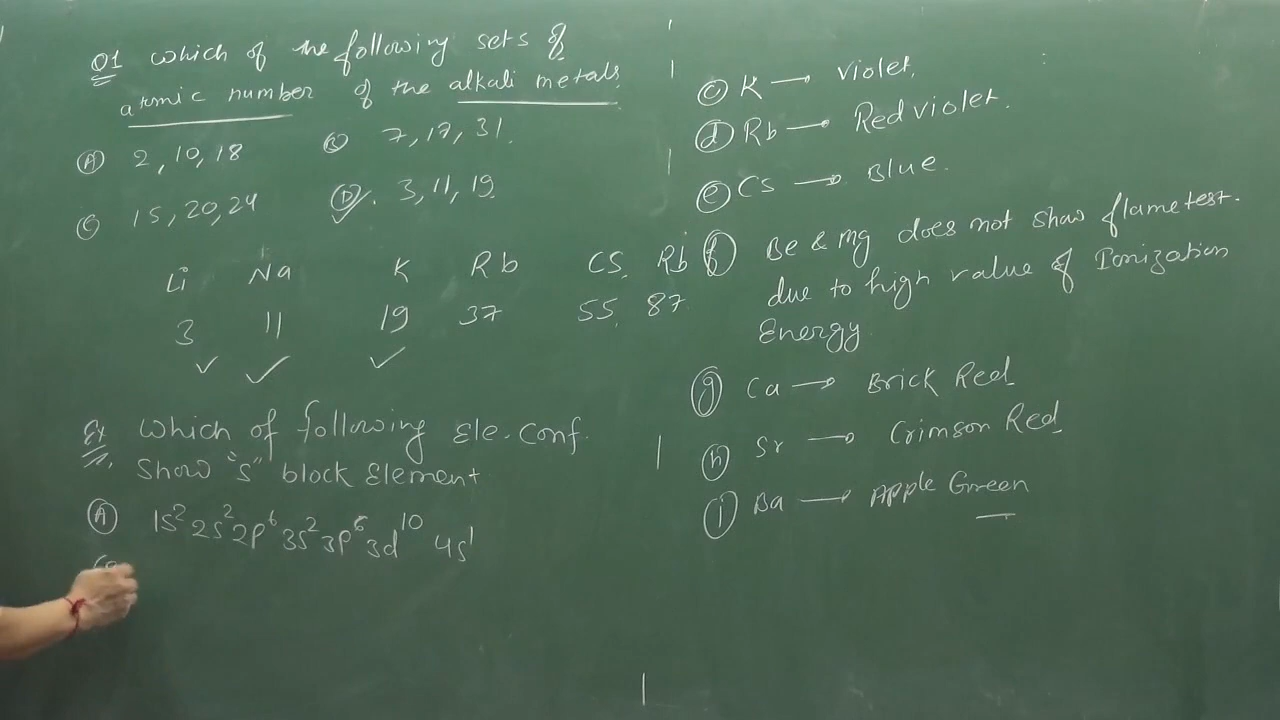 Q1 Which of the following sets of
atomic number of the alkali metals.
(A) 2, 10, 18 (B) 7, 17, 31.
(C) 15, 20, 24 (D) ✓. 3, 11, 19.
Li Na K Rb Cs. Rb
3 11 19 37 55. 87
✓ ✓ ✓
Ex Which of following Ele. Conf.
Show "s" block Element
(A) 1s² 2s² 2p⁶ 3s² 3p⁶ 3d¹⁰ 4s¹
(c) K → Violet.
(d) Rb → Red violet.
(e) Cs → Blue.
(f) Be & Mg does not show flame test.
due to high value of Ionization
Energy.
(g) Ca → Brick Red
(h) Sr → Crimson Red
(i) Ba → Apple Green